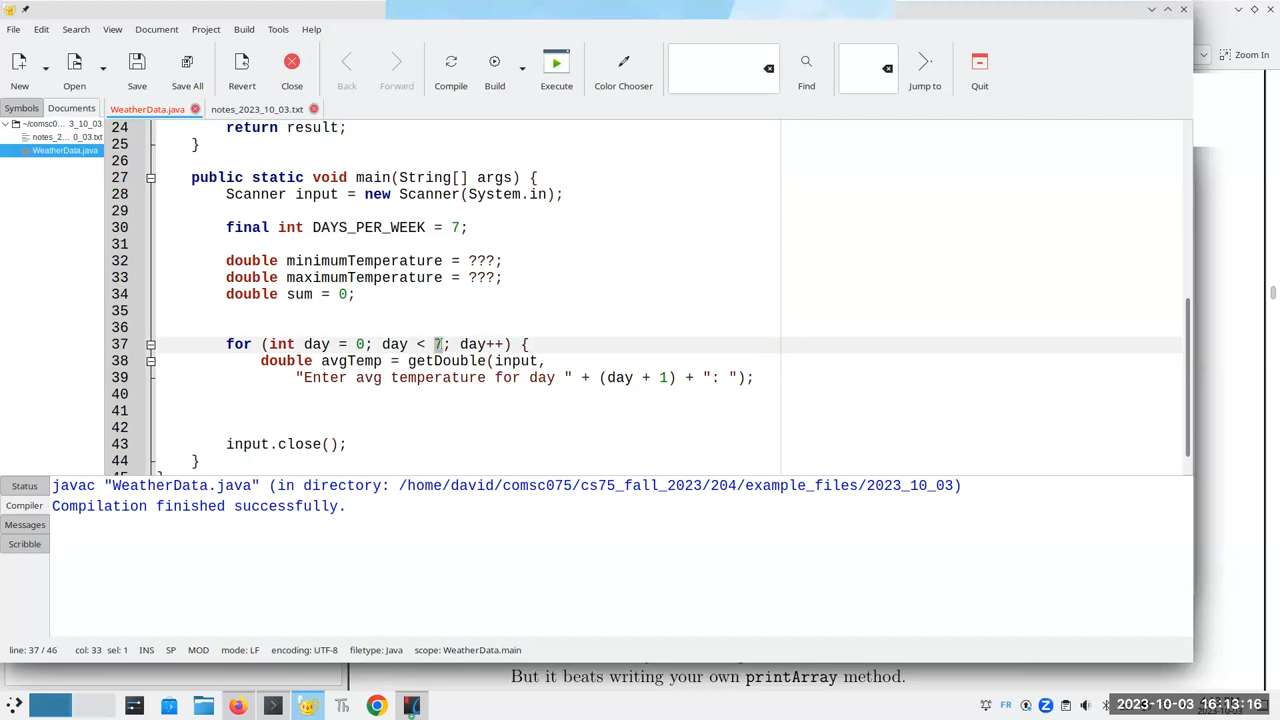 File Edit Search View Document Project Build Tools Help
New Open Save Save All Revert Close Back Forward Compile Build Execute Color Chooser Find Jump to Quit
Zoom In
Symbols Documents WeatherData.java notes_2023_10_03.txt
~/comsc0... 3_10_03
notes_2... 0_03.txt
WeatherData.java
24 return result;
25 }
26
27 public static void main(String[] args) {
28 Scanner input = new Scanner(System.in);
29
30 final int DAYS_PER_WEEK = 7;
31
32 double minimumTemperature = ???;
33 double maximumTemperature = ???;
34 double sum = 0;
35
36
37 for (int day = 0; day < 7; day++) {
38 double avgTemp = getDouble(input,
39 "Enter avg temperature for day " + (day + 1) + ": ");
40
41
42
43 input.close();
44 }
Status
Compiler
Messages
Scribble
javac "WeatherData.java" (in directory: /home/david/comsc075/cs75_fall_2023/204/example_files/2023_10_03)
Compilation finished successfully.
line: 37 / 46 col: 33 sel: 1 INS SP MOD mode: LF encoding: UTF-8 filetype: Java scope: WeatherData.main
But it beats writing your own printArray method.
FR
2023-10-03 16:13:16